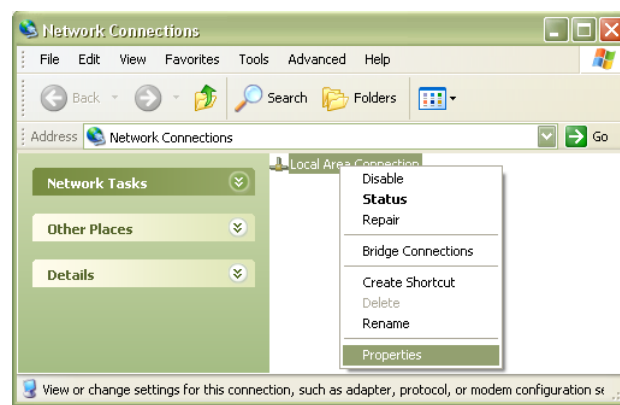 Network Connections
File Edit View Favorites Tools Advanced Help
Back Search Folders
Address Network Connections Go
Network Tasks
Other Places
Details
Local Area Connection
Disable
Status
Repair
Bridge Connections
Create Shortcut
Delete
Rename
Properties
View or change settings for this connection, such as adapter, protocol, or modem configuration se